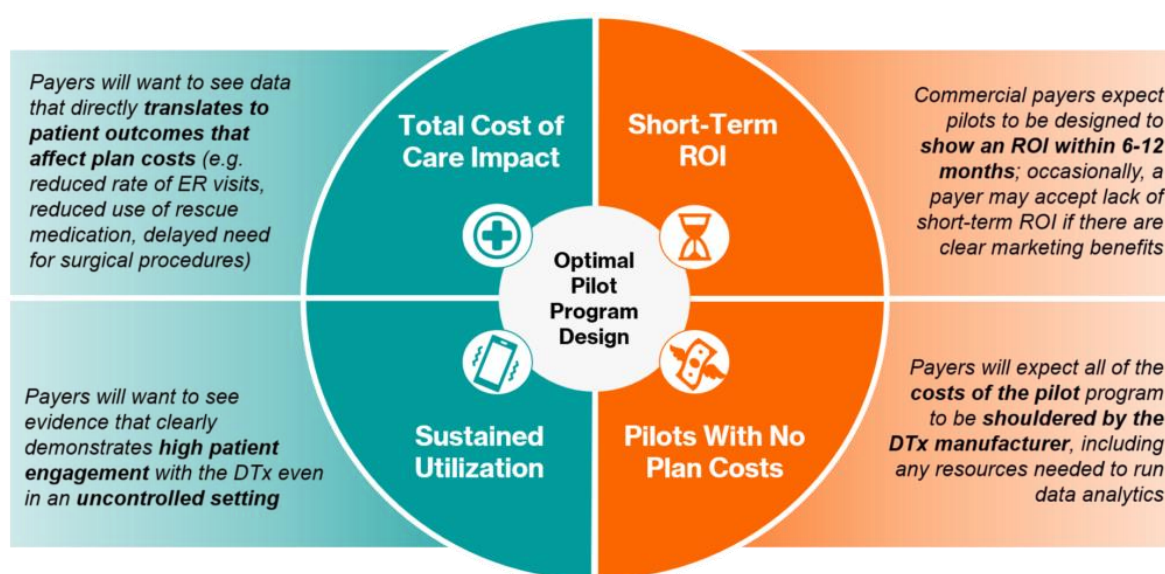 Payers will want to see data
that directly translates to
patient outcomes that
affect plan costs (e.g.
reduced rate of ER visits,
reduced use of rescue
medication, delayed need
for surgical procedures)
Total Cost of
Care Impact
Short-Term
ROI
Commercial payers expect
pilots to be designed to
show an ROI within 6-12
months; occasionally, a
payer may accept lack of
short-term ROI if there are
clear marketing benefits
Optimal
Pilot
Program
Design
Payers will want to see
evidence that clearly
demonstrates high patient
engagement with the DTx even
in an uncontrolled setting
Sustained
Utilization
Pilots With No
Plan Costs
Payers will expect all of the
costs of the pilot program
to be shouldered by the
DTx manufacturer, including
any resources needed to run
data analytics